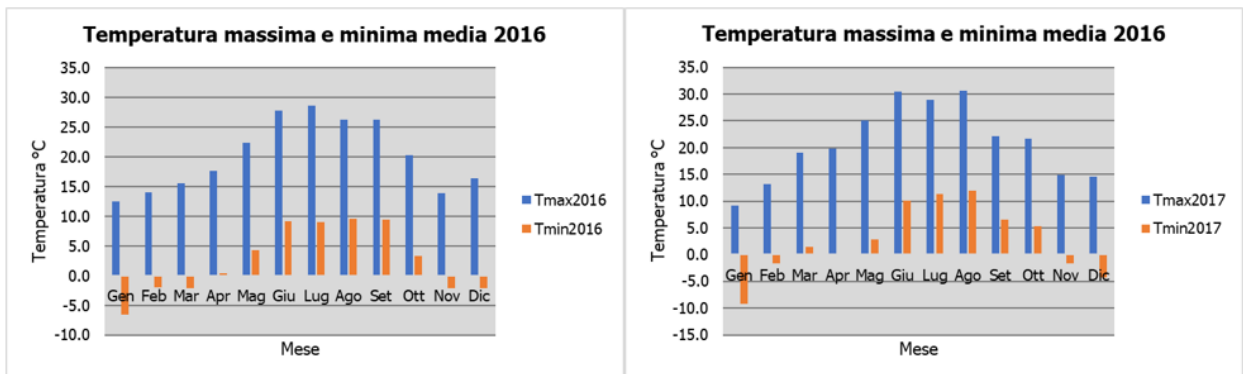 Temperatura massima e minima media 2016
35.0
30.0
25.0
20.0
15.0
10.0
5.0
0.0
-5.0
-10.0
Temperatura °C
Gen Feb Mar Apr Mag Giu Lug Ago Set Ott Nov Dic
Mese
Tmax2016
Tmin2016
Temperatura massima e minima media 2016
35.0
30.0
25.0
20.0
15.0
10.0
5.0
0.0
-5.0
-10.0
-15.0
Temperatura °C
Gen Feb Mar Apr Mag Giu Lug Ago Set Ott Nov Dic
Mese
Tmax2017
Tmin2017